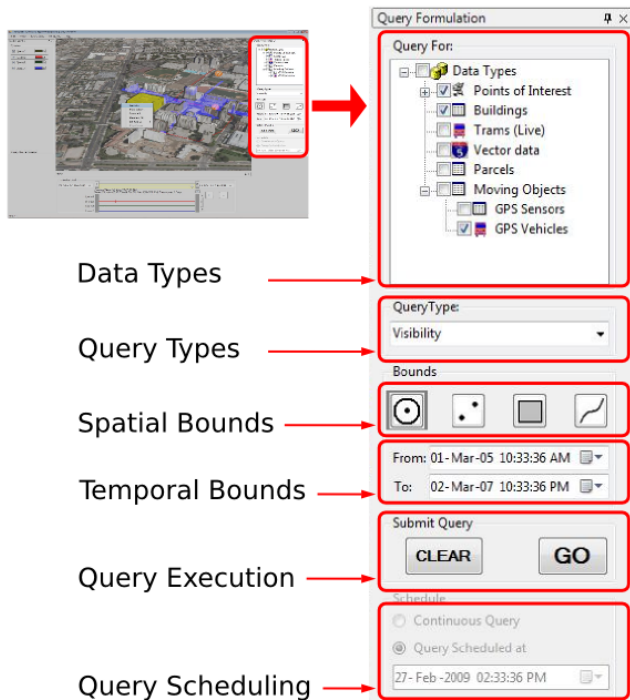 Query Formulation
Query For:
Data Types
Points of Interest
Buildings
Trams (Live)
Vector data
Parcels
Moving Objects
GPS Sensors
GPS Vehicles
Data Types
QueryType:
Visibility
Query Types
Bounds
Spatial Bounds
From: 01-Mar-05 10:33:36 AM
To: 02-Mar-07 10:33:36 PM
Temporal Bounds
Submit Query
CLEAR GO
Query Execution
Schedule
Continuous Query
Query Scheduled at
27- Feb -2009 02:33:36 PM
Query Scheduling